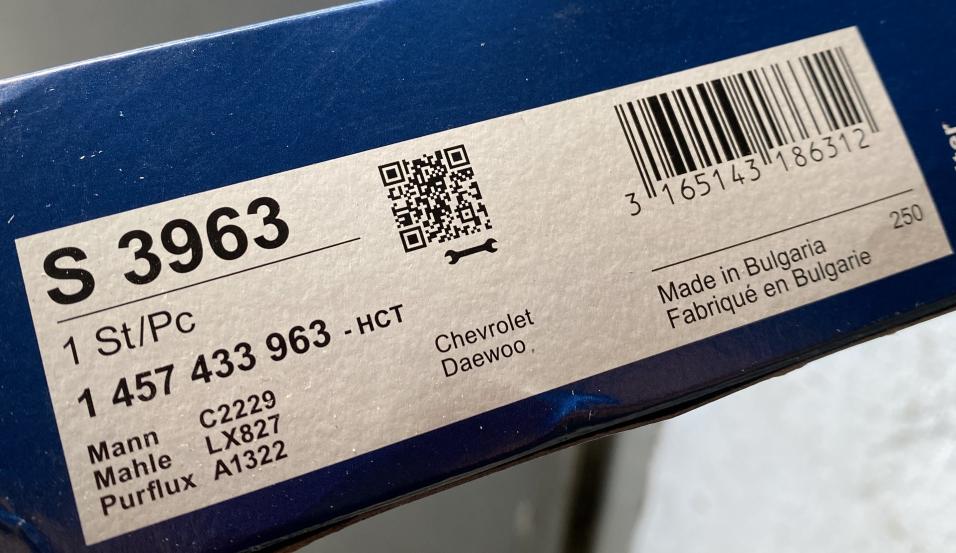 S 3963
1 St/Pc
1 457 433 963 - HCT
Mann C2229
Mahle LX827
Purflux A1322
Chevrolet
Daewoo
3 165143 186312
250
Made in Bulgaria
Fabriqué en Bulgarie